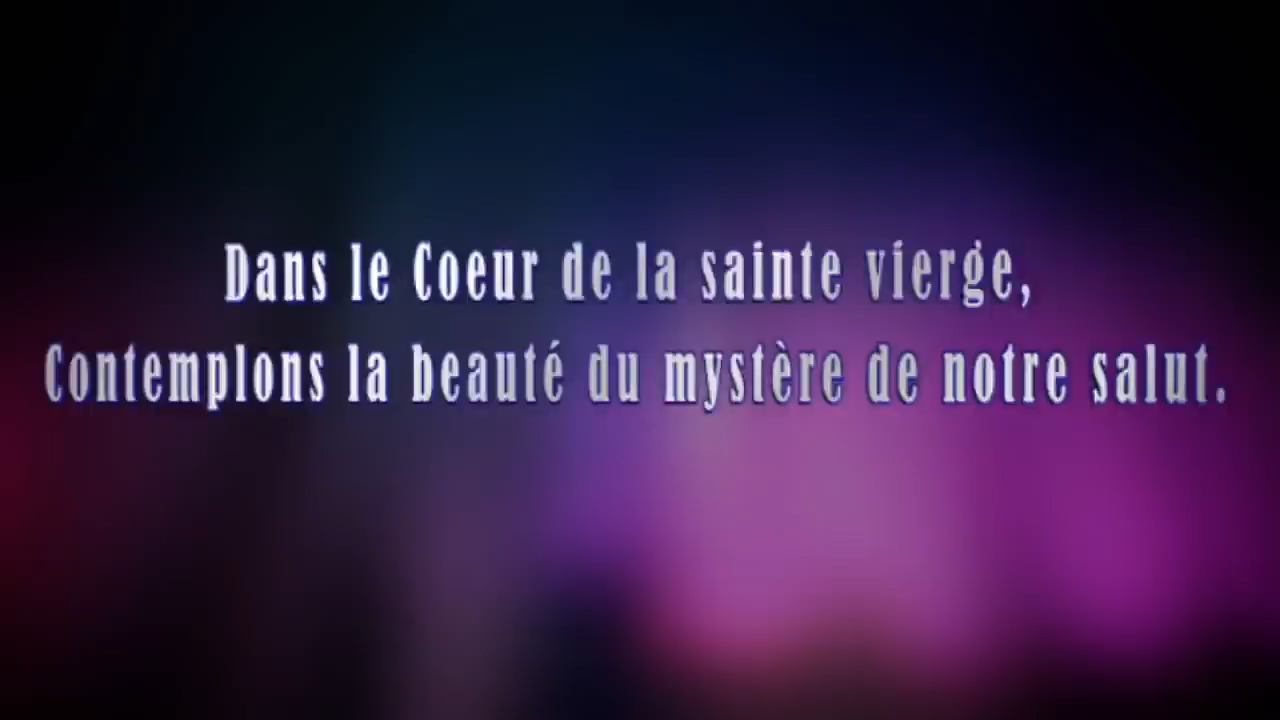 Dans le Coeur de la sainte vierge,
Contemplons la beauté du mystère de notre salut.